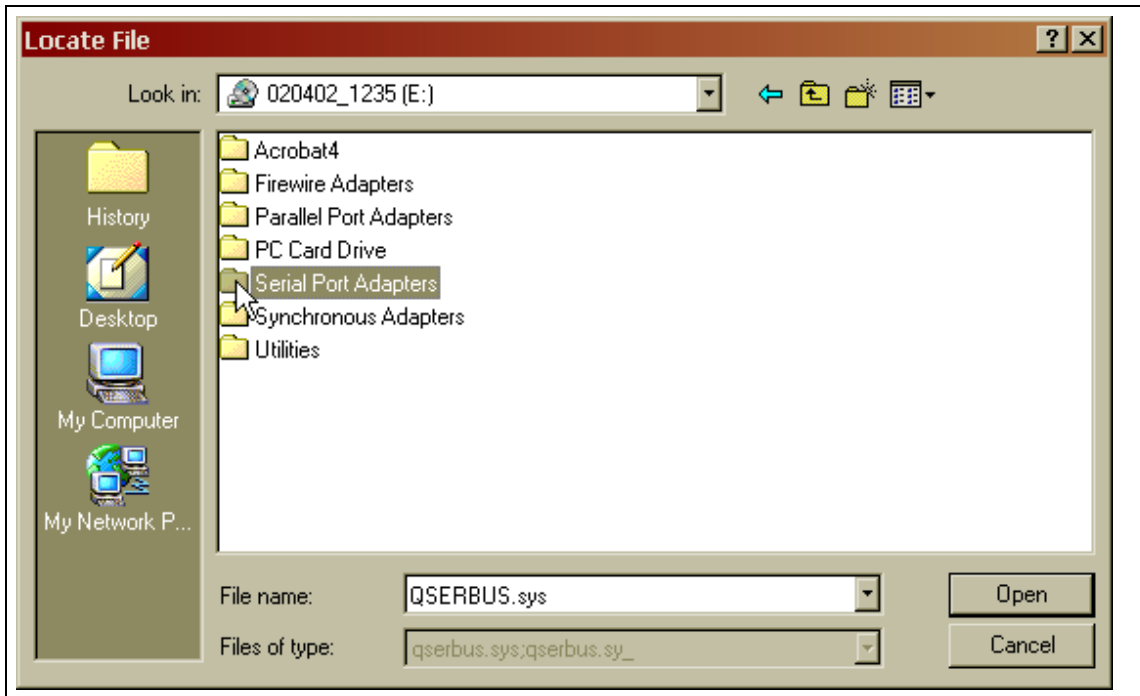 Locate File
Look in:
020402_1235 (E:)
History
Desktop
My Computer
My Network P...
Acrobat4
Firewire Adapters
Parallel Port Adapters
PC Card Drive
Serial Port Adapters
Synchronous Adapters
Utilities
File name:
QSERBUS.sys
Open
Files of type:
qserbus.sys;qserbus.sy_
Cancel